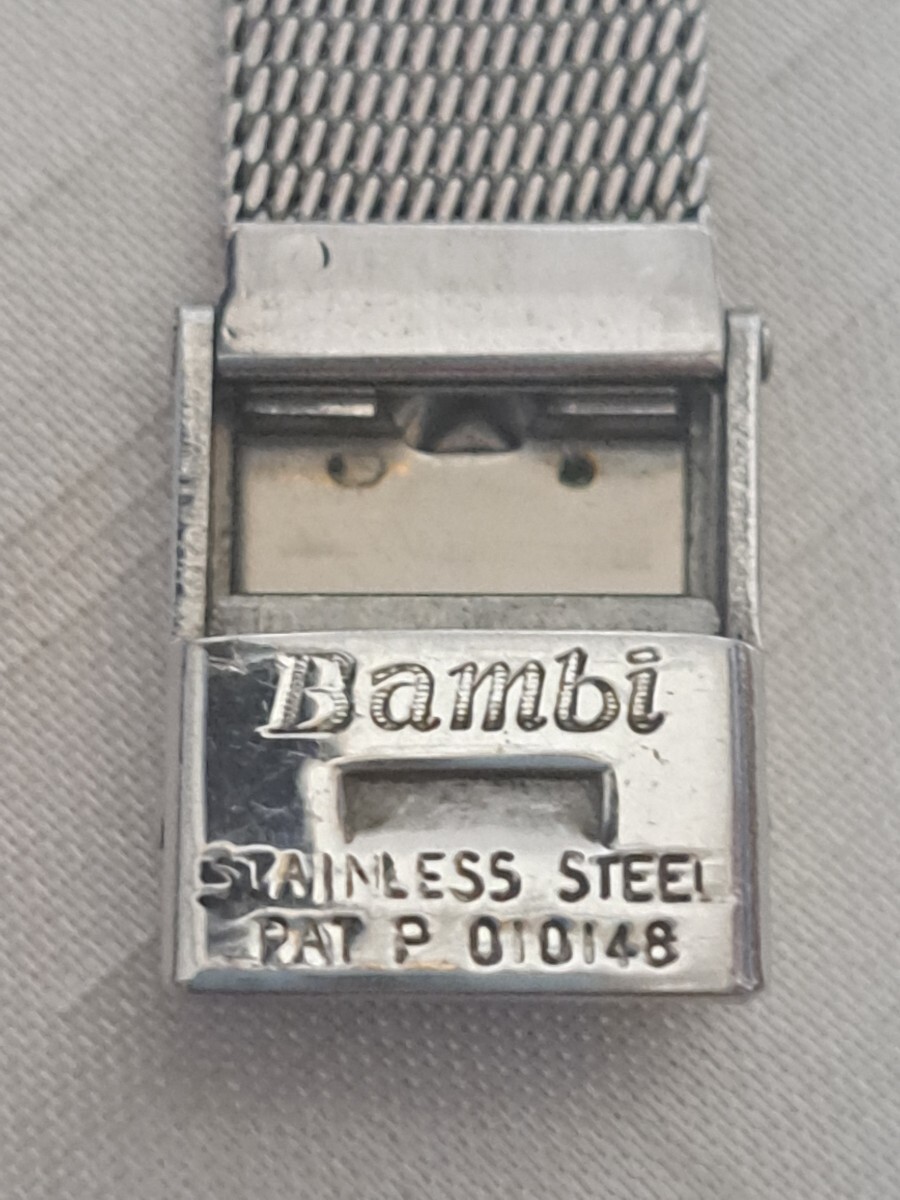 Bambi
STAINLESS STEEL
PAT P 010148